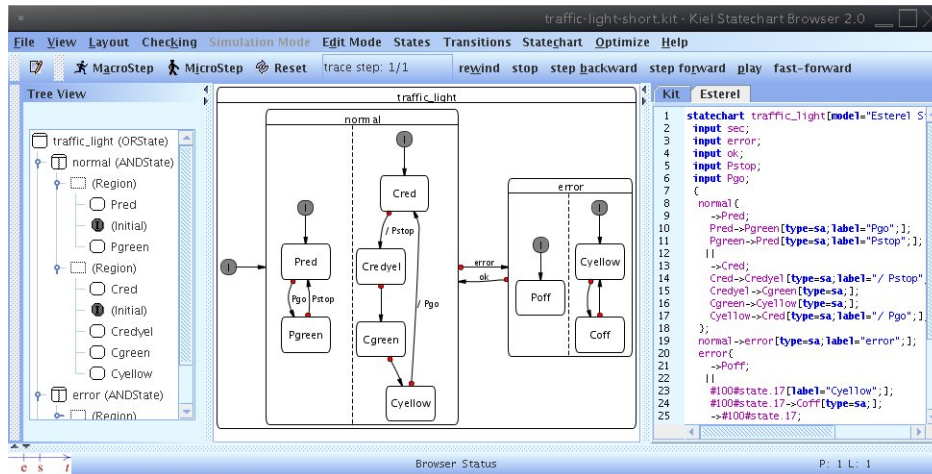 traffic-light-short.kit - Kiel Statechart Browser 2.0
File View Layout Checking Simulation Mode Edit Mode States Transitions Statechart Optimize Help
MacroStep MicroStep Reset trace step: 1/1 rewind stop step backward step forward play fast-forward
Tree View
traffic_light (ORState)
normal (ANDState)
(Region)
Pred
(Initial)
Pgreen
(Region)
Cred
(Initial)
Credyel
Cgreen
Cyellow
error (ANDState)
(Region)
traffic_light
normal
I
Cred
I
/ Pstop
Pred
Credyel
I
Pgo
Pstop
/ Pgo
Pgreen
Cgreen
Cyellow
error
ok
error
I
I
Cyellow
Poff
Coff
Kit Esterel
1 statechart traffic_light[model="Esterel S
2 input sec;
3 input error;
4 input ok;
5 input Pstop;
6 input Pgo;
7 {
8 normal{
9 ->Pred;
10 Pred->Pgreen[type=sa;label="Pgo";];
11 Pgreen->Pred[type=sa;label="Pstop";];
12 ||
13 ->Cred;
14 Cred->Credyel[type=sa;label="/ Pstop"
15 Credyel->Cgreen[type=sa;];
16 Cgreen->Cyellow[type=sa;];
17 Cyellow->Cred[type=sa;label="/ Pgo";]
18 };
19 normal->error[type=sa;label="error";];
20 error{
21 ->Poff;
22 ||
23 #100#state.17[label="Cyellow";];
24 #100#state.17->Coff[type=sa;];
25 ->#100#state.17;
e s t
Browser Status
P: 1 L: 1